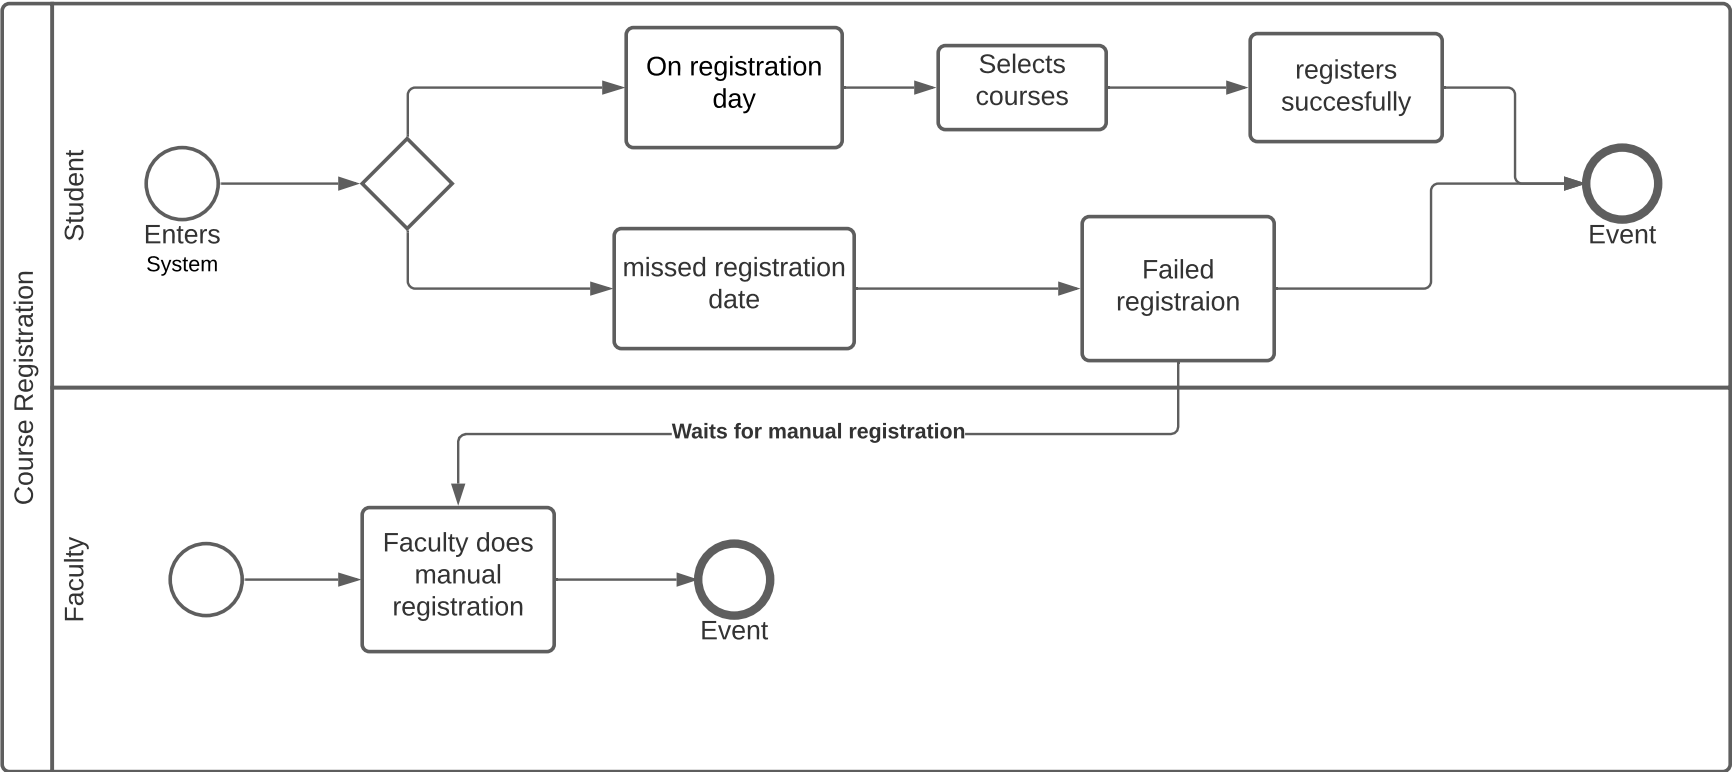 Course Registration
Student
Enters
System
On registration
day
Selects
courses
registers
succesfully
missed registration
date
Failed
registraion
Event
Faculty
Waits for manual registration
Faculty does
manual
registration
Event